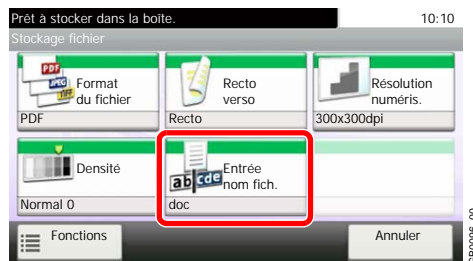 Prêt à stocker dans la boîte.
10:10
Stockage fichier
PDF
JPEG
TIFF
Format
du fichier
PDF
Recto
verso
Recto
Résolution
numéris.
300x300dpi
Densité
Normal 0
ab cde
Entrée
nom fich.
doc
Fonctions
Annuler